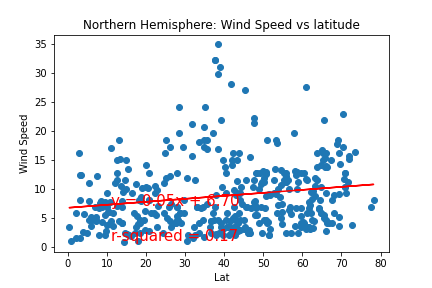 Northern Hemisphere: Wind Speed vs latitude
35
30
25
20
15
10
5
0
Wind Speed
y = 0.05x + 6.70
r-squared = 0.17
0 10 20 30 40 50 60 70 80
Lat